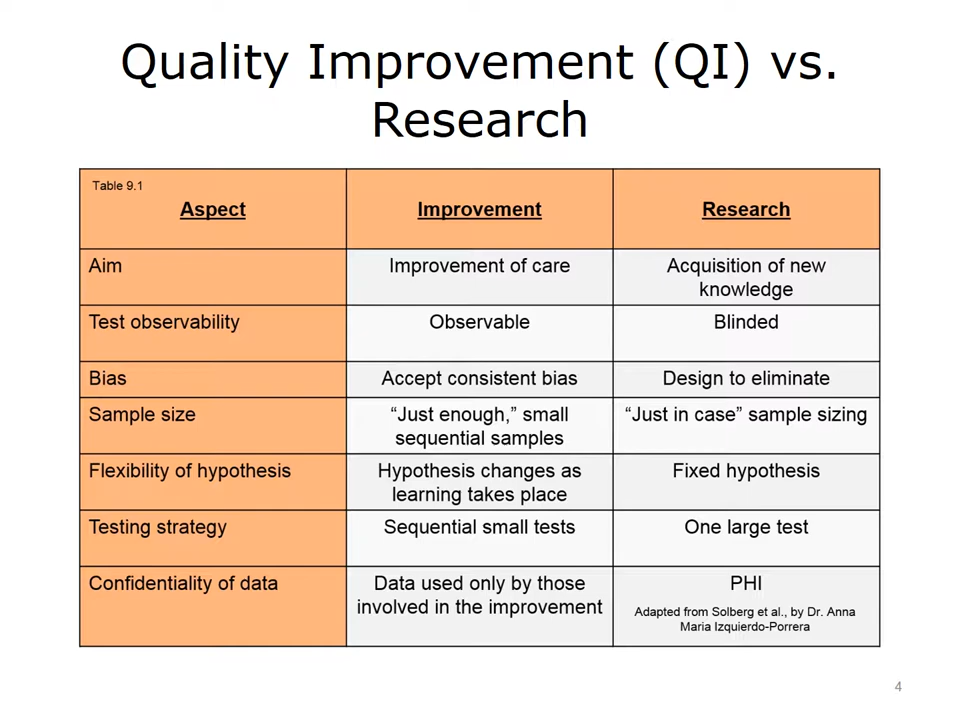 Quality Improvement (QI) vs.
Research
Table 9.1
Aspect
Improvement
Research
Aim
Improvement of care
Acquisition of new
knowledge
Test observability
Observable
Blinded
Bias
Accept consistent bias
Design to eliminate
Sample size
“Just enough,” small
sequential samples
“Just in case” sample sizing
Flexibility of hypothesis
Hypothesis changes as
learning takes place
Fixed hypothesis
Testing strategy
Sequential small tests
One large test
Confidentiality of data
Data used only by those
involved in the improvement
PHI
Adapted from Solberg et al., by Dr. Anna
Maria Izquierdo-Porrera
4